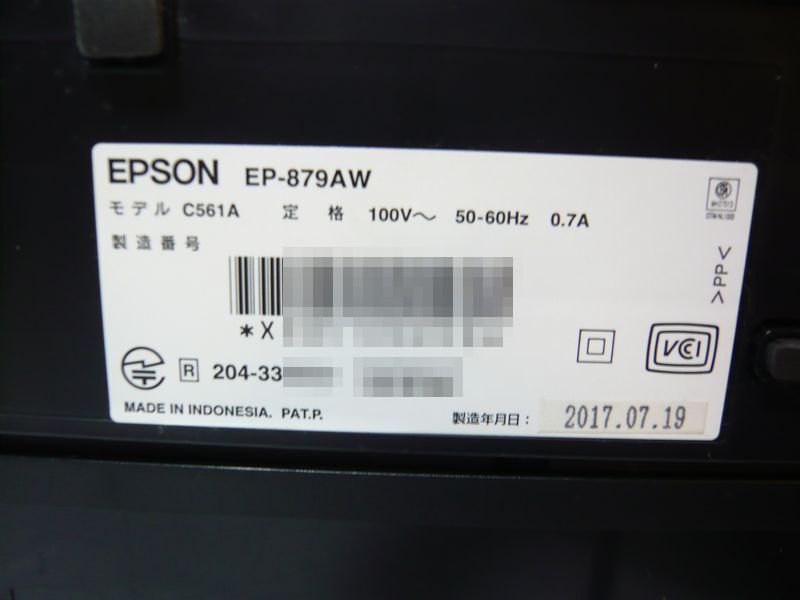 EPSON EP-879AW
モデル C561A 定格 100V～ 50-60Hz 0.7A
製造番号
*X
R 204-33
>PP<
VCI
MADE IN INDONESIA. PAT.P.
製造年月日： 2017.07.19